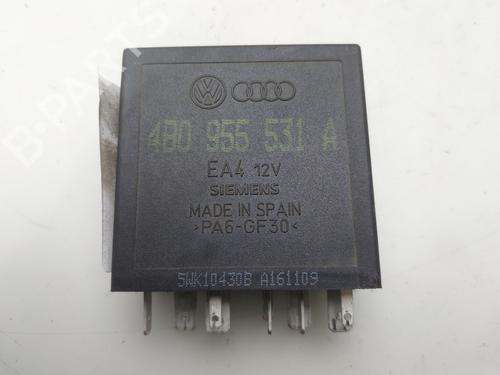 4B0 955 531 A
EA4 12V
SIEMENS
MADE IN SPAIN
>PA6-GF30<
5WK10430B A161109
B-PARTS